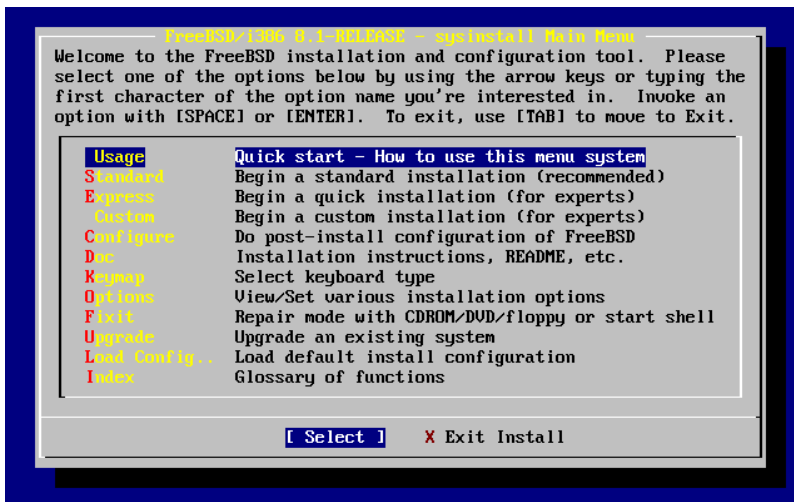 FreeBSD/i386 8.1-RELEASE - sysinstall Main Menu
Welcome to the FreeBSD installation and configuration tool.  Please
select one of the options below by using the arrow keys or typing the
first character of the option name you're interested in.  Invoke an
option with [SPACE] or [ENTER].  To exit, use [TAB] to move to Exit.
Usage Quick start - How to use this menu system
Standard Begin a standard installation (recommended)
Express Begin a quick installation (for experts)
Custom Begin a custom installation (for experts)
Configure Do post-install configuration of FreeBSD
Doc Installation instructions, README, etc.
Keymap Select keyboard type
Options View/Set various installation options
Fixit Repair mode with CDROM/DVD/floppy or start shell
Upgrade Upgrade an existing system
Load Config.. Load default install configuration
Index Glossary of functions
[ Select ] X Exit Install